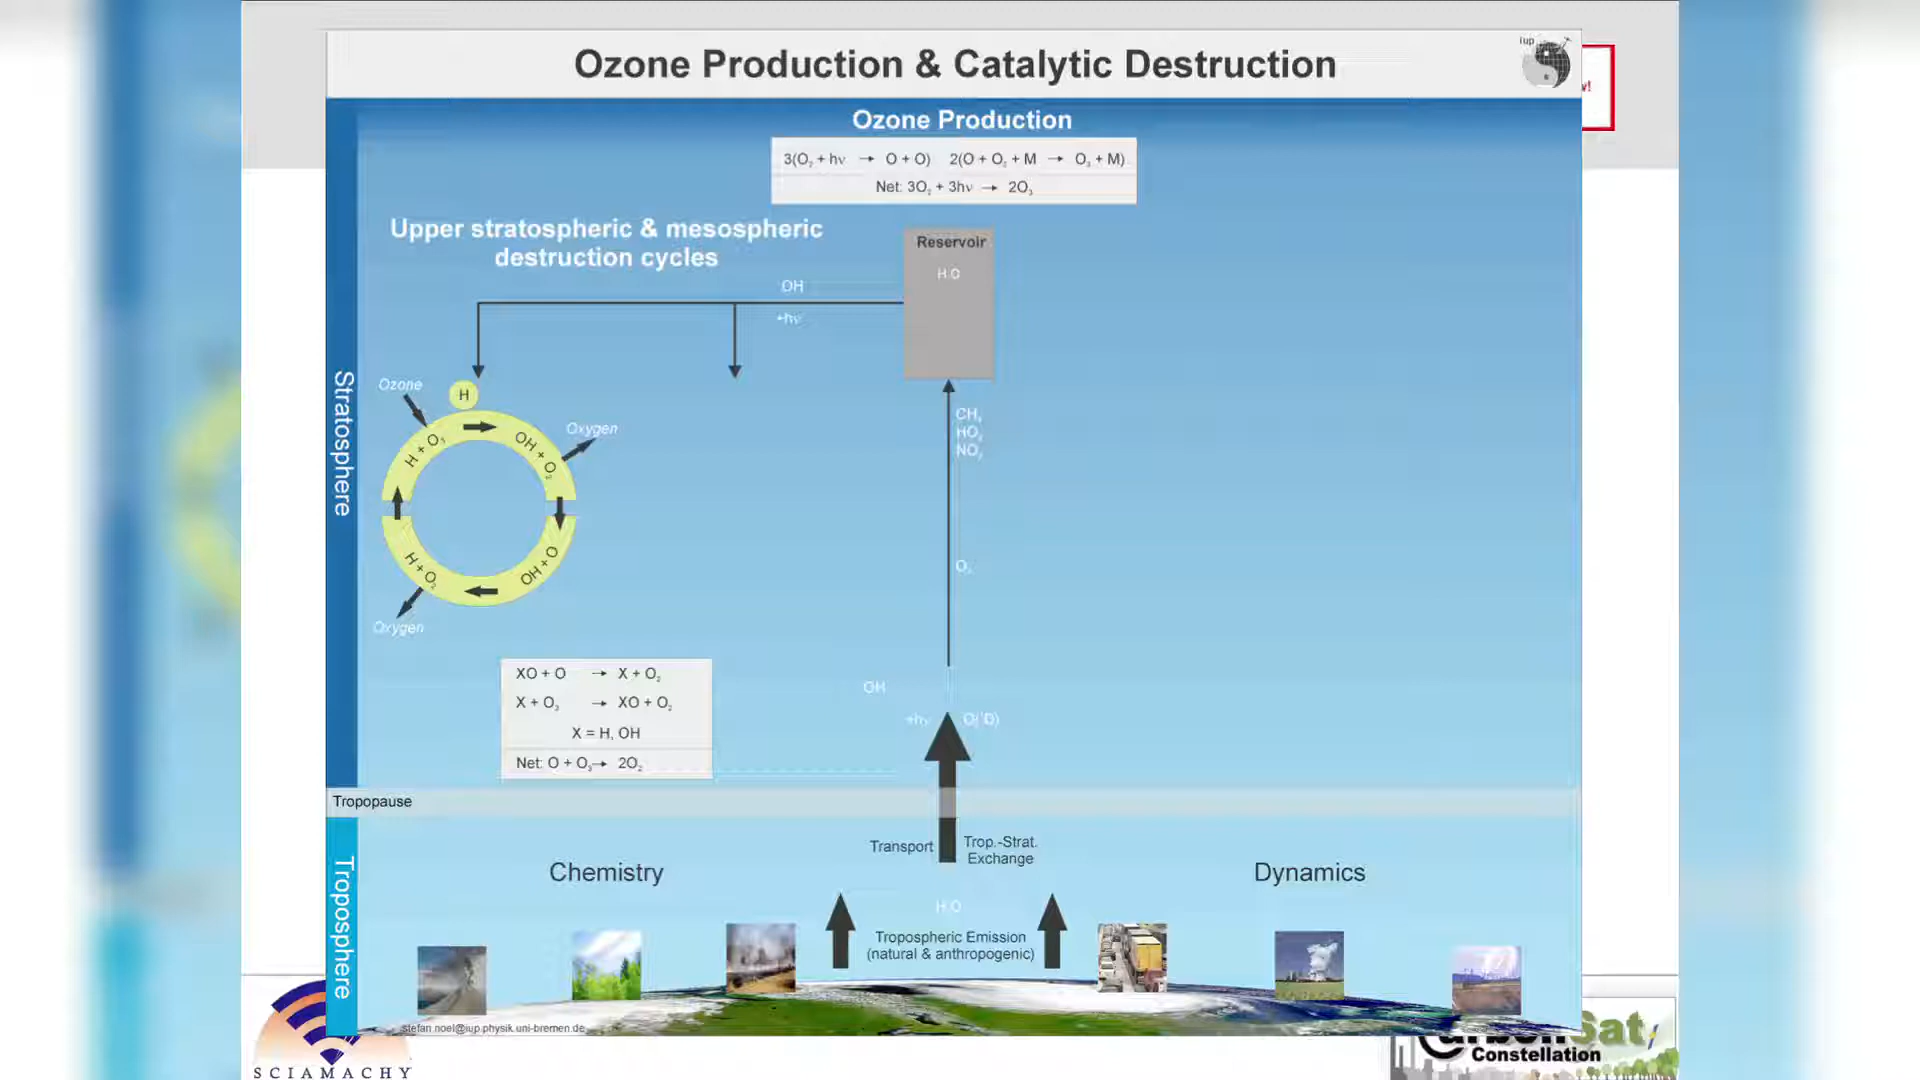 Ozone Production & Catalytic Destruction
iup
Ozone Production
3(O₂ + hν → O + O) 2(O + O₂ + M → O₃ + M)
Net: 3O₂ + 3hν → 2O₃
Upper stratospheric & mesospheric
destruction cycles
Reservoir
H₂O
OH
+hν
Ozone
H
H + O₃
OH + O₂
Oxygen
OH + O
H + O₂
Oxygen
Stratosphere
CH₄
HO₂
NO₂
XO + O → X + O₂
X + O₃ → XO + O₂
X = H, OH
Net: O + O₃→ 2O₂
OH
+hν
O(¹D)
Tropopause
Troposphere
Transport
Trop.-Strat.
Exchange
Chemistry
Dynamics
H₂O
Tropospheric Emission
(natural & anthropogenic)
stefan.noel@iup.physik.uni-bremen.de
SCIAMACHY
CarbonSat
Constellation